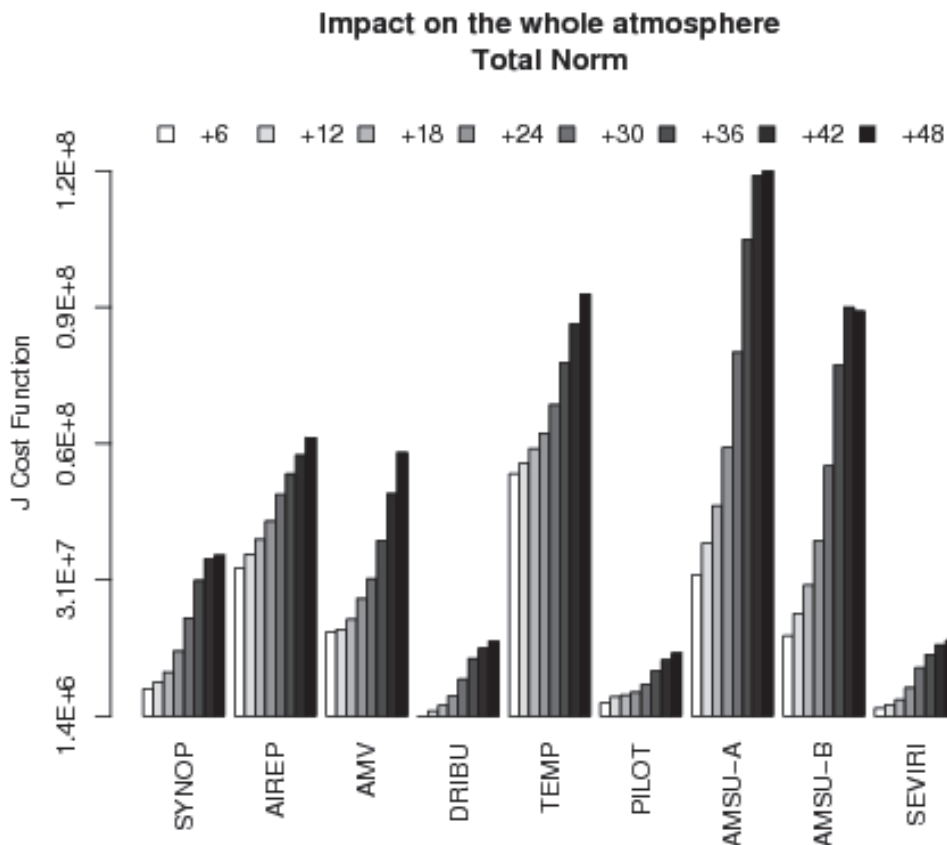 Impact on the whole atmosphere
Total Norm
+6 +12 +18 +24 +30 +36 +42 +48
J Cost Function
1.2E+8
0.9E+8
0.6E+8
3.1E+7
1.4E+6
SYNOP
AIREP
AMV
DRIBU
TEMP
PILOT
AMSU-A
AMSU-B
SEVIRI